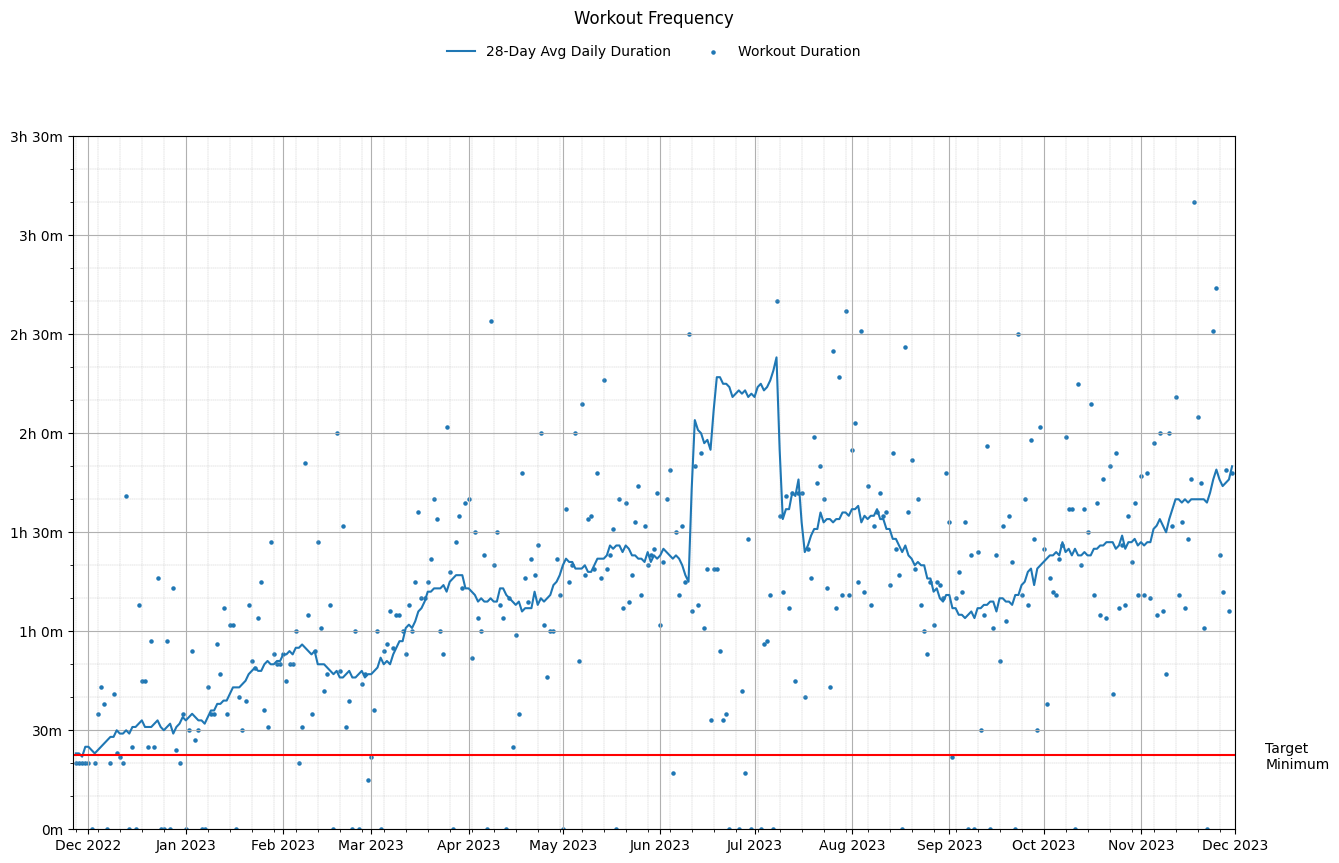 Workout Frequency
28-Day Avg Daily Duration
Workout Duration
3h 30m
3h 0m
2h 30m
2h 0m
1h 30m
1h 0m
30m
0m
Target
Minimum
Dec 2022
Jan 2023
Feb 2023
Mar 2023
Apr 2023
May 2023
Jun 2023
Jul 2023
Aug 2023
Sep 2023
Oct 2023
Nov 2023
Dec 2023